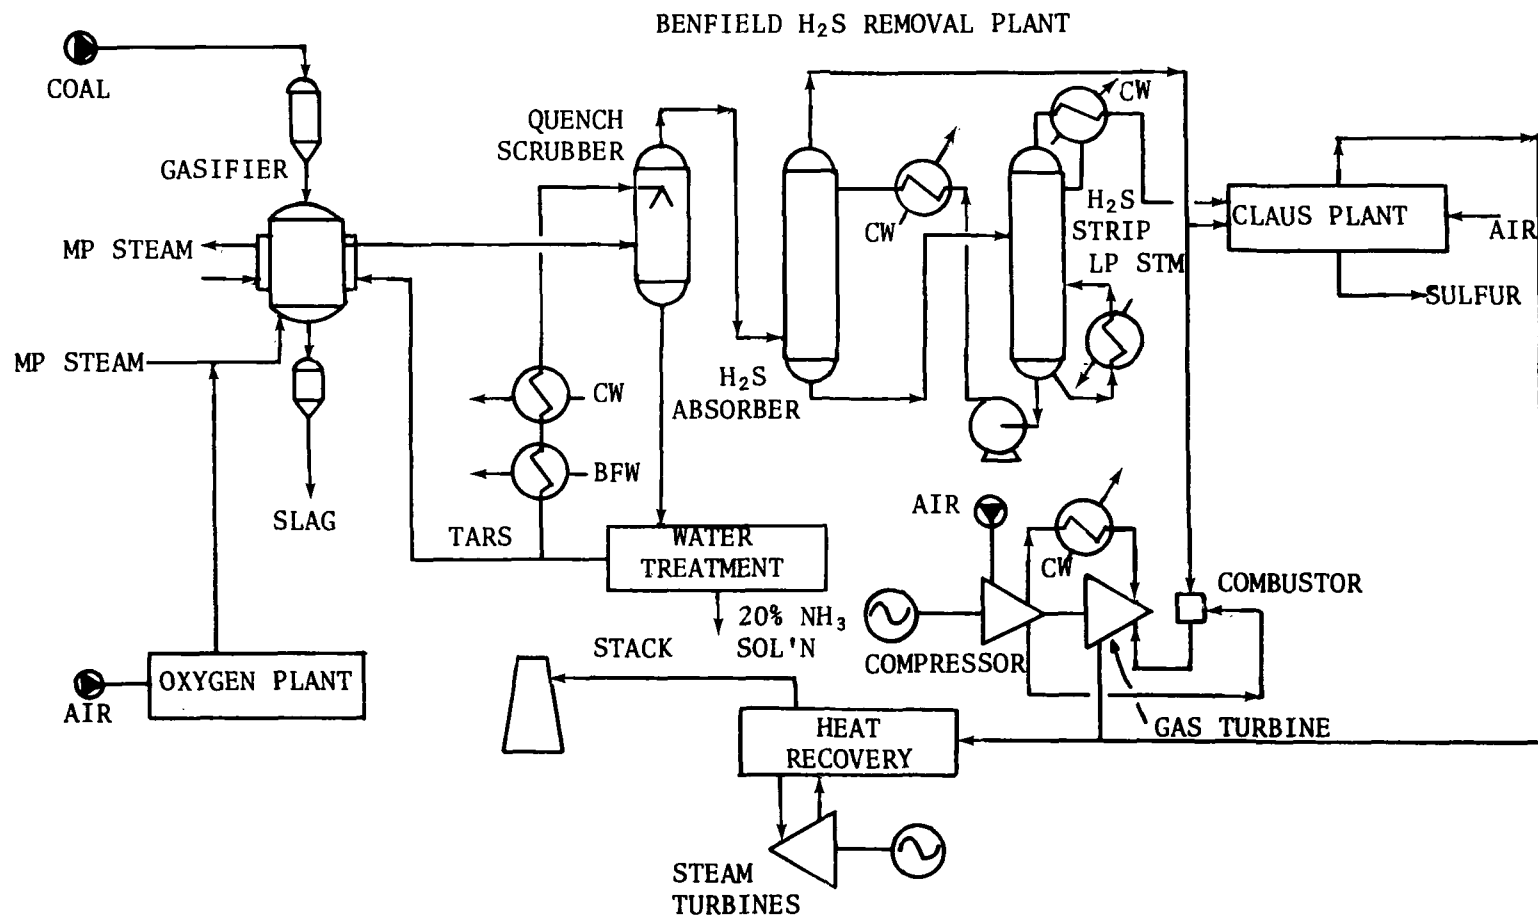 BENFIELD H₂S REMOVAL PLANT
COAL
QUENCH
SCRUBBER
CW
GASIFIER
MP STEAM
CW
H₂S
STRIP
LP STM
CLAUS PLANT
AIR
SULFUR
MP STEAM
H₂S
ABSORBER
CW
BFW
SLAG
TARS
WATER
TREATMENT
20% NH₃
SOL'N
AIR
CW
COMBUSTOR
COMPRESSOR
STACK
OXYGEN PLANT
AIR
GAS TURBINE
HEAT
RECOVERY
STEAM
TURBINES